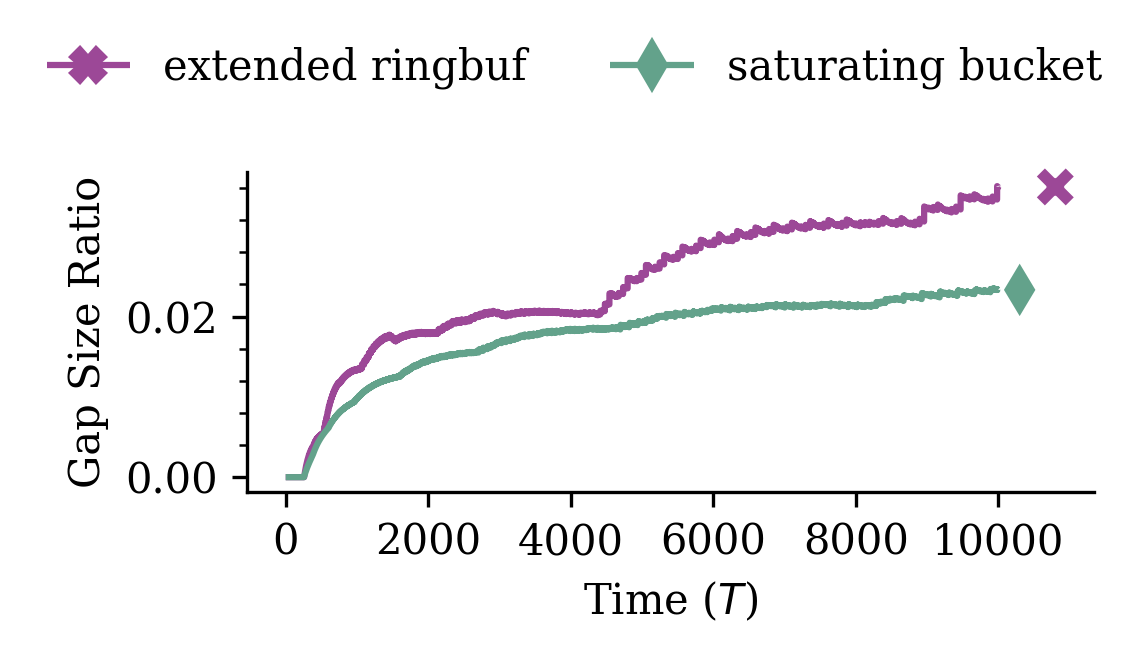 extended ringbuf
saturating bucket
Gap Size Ratio
0.02
0.00
0 2000 4000 6000 8000 10000
Time (T)